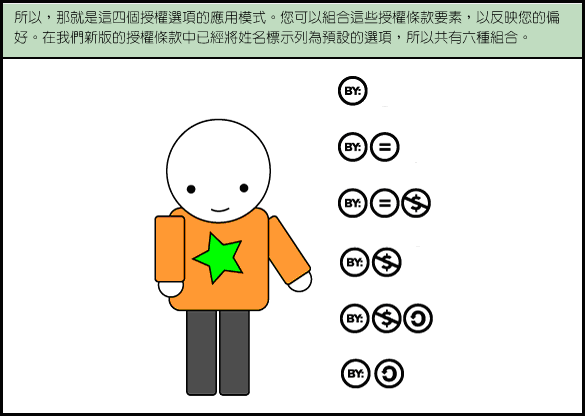 所以，那就是這四個授權選項的應用模式。您可以組合這些授權條款要素，以反映您的偏
好。在我們新版的授權條款中已經將姓名標示列為預設的選項，所以共有六種組合。
BY:
BY: =
BY: = $
BY: $
BY: $
BY: